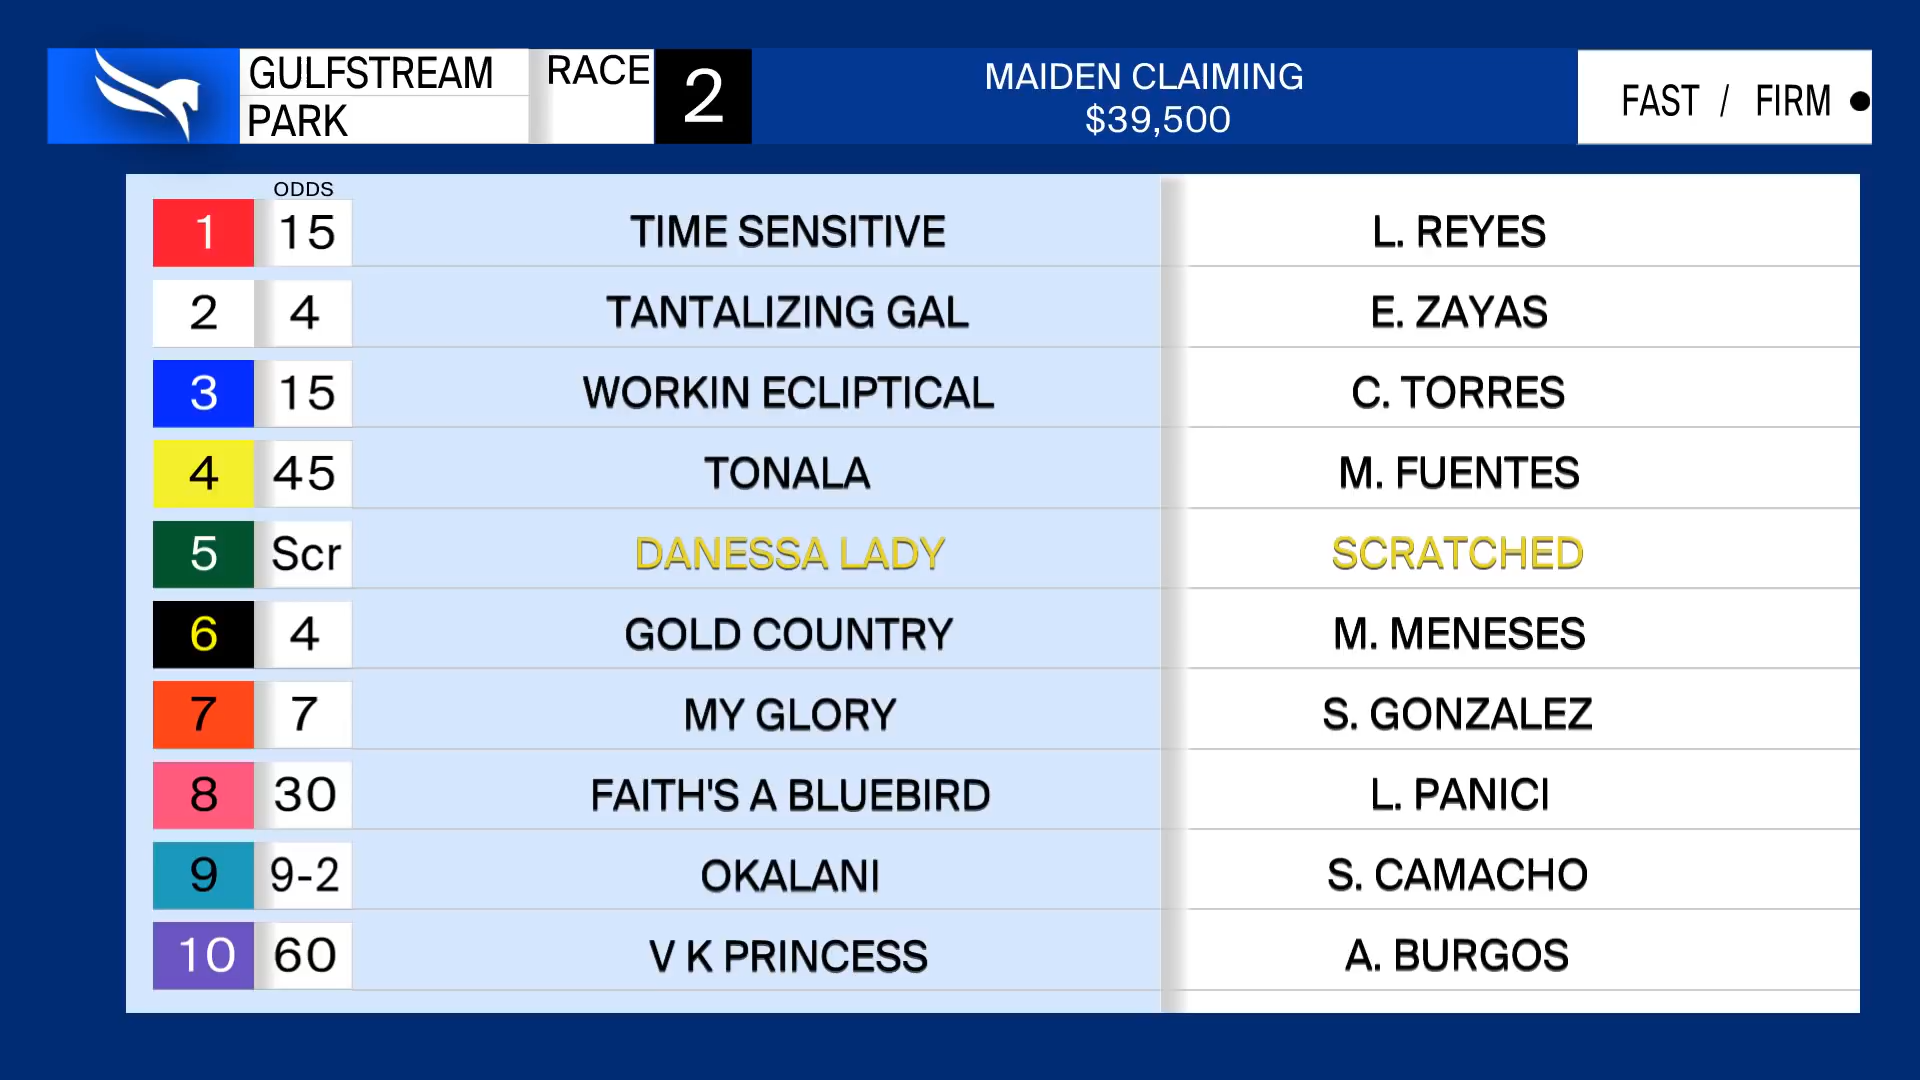 GULFSTREAM
PARK
RACE
2
MAIDEN CLAIMING
$39,500
FAST / FIRM ●
ODDS
1 15 TIME SENSITIVE L. REYES
2 4 TANTALIZING GAL E. ZAYAS
3 15 WORKIN ECLIPTICAL C. TORRES
4 45 TONALA M. FUENTES
5 Scr DANESSA LADY SCRATCHED
6 4 GOLD COUNTRY M. MENESES
7 7 MY GLORY S. GONZALEZ
8 30 FAITH'S A BLUEBIRD L. PANICI
9 9-2 OKALANI S. CAMACHO
10 60 V K PRINCESS A. BURGOS